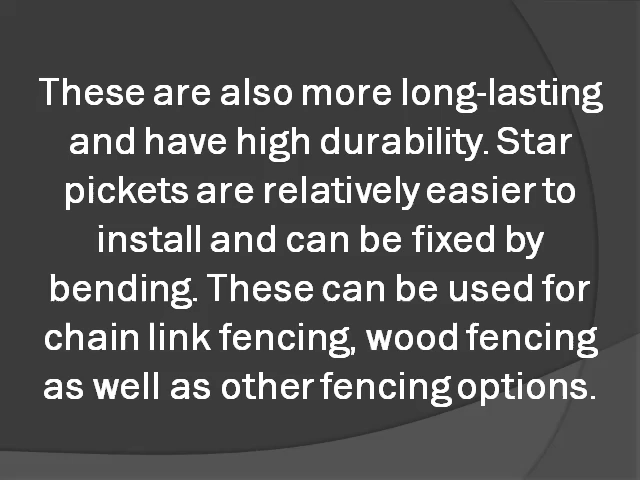 These are also more long-lasting
and have high durability. Star
pickets are relatively easier to
install and can be fixed by
bending. These can be used for
chain link fencing, wood fencing
as well as other fencing options.